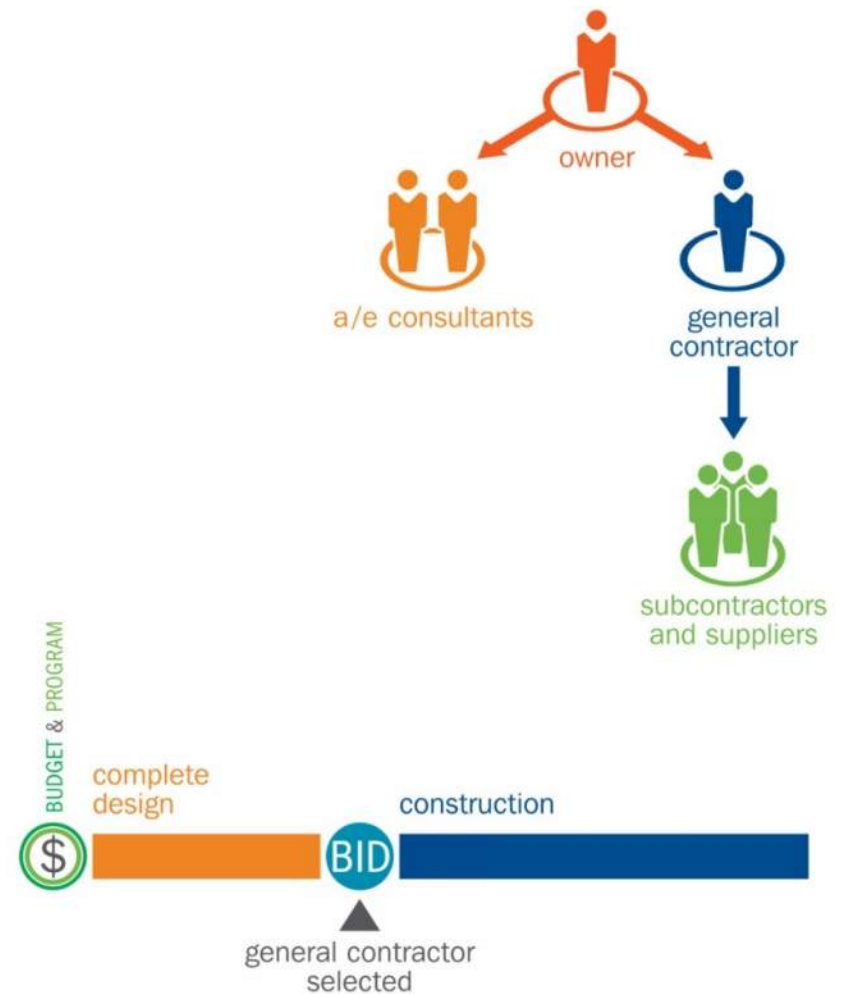 owner
a/e consultants
general
contractor
subcontractors
and suppliers
BUDGET & PROGRAM
complete
design
construction
$
BID
general contractor
selected